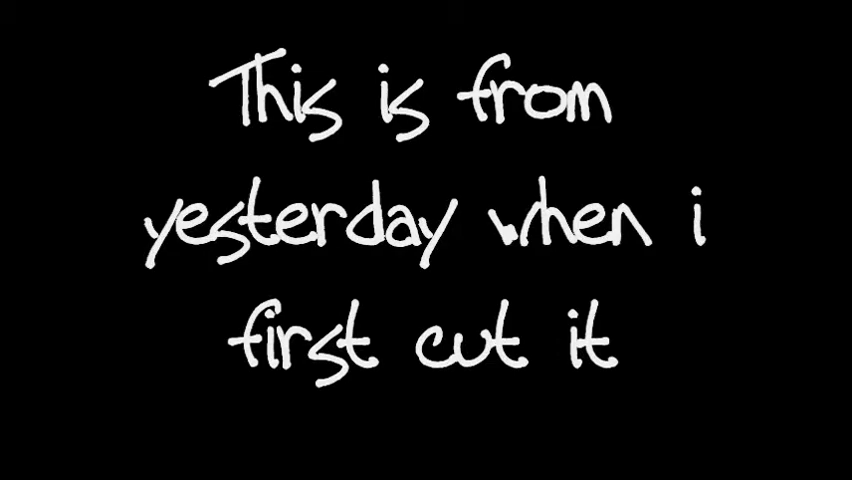 This is from
yesterday when i
first cut it